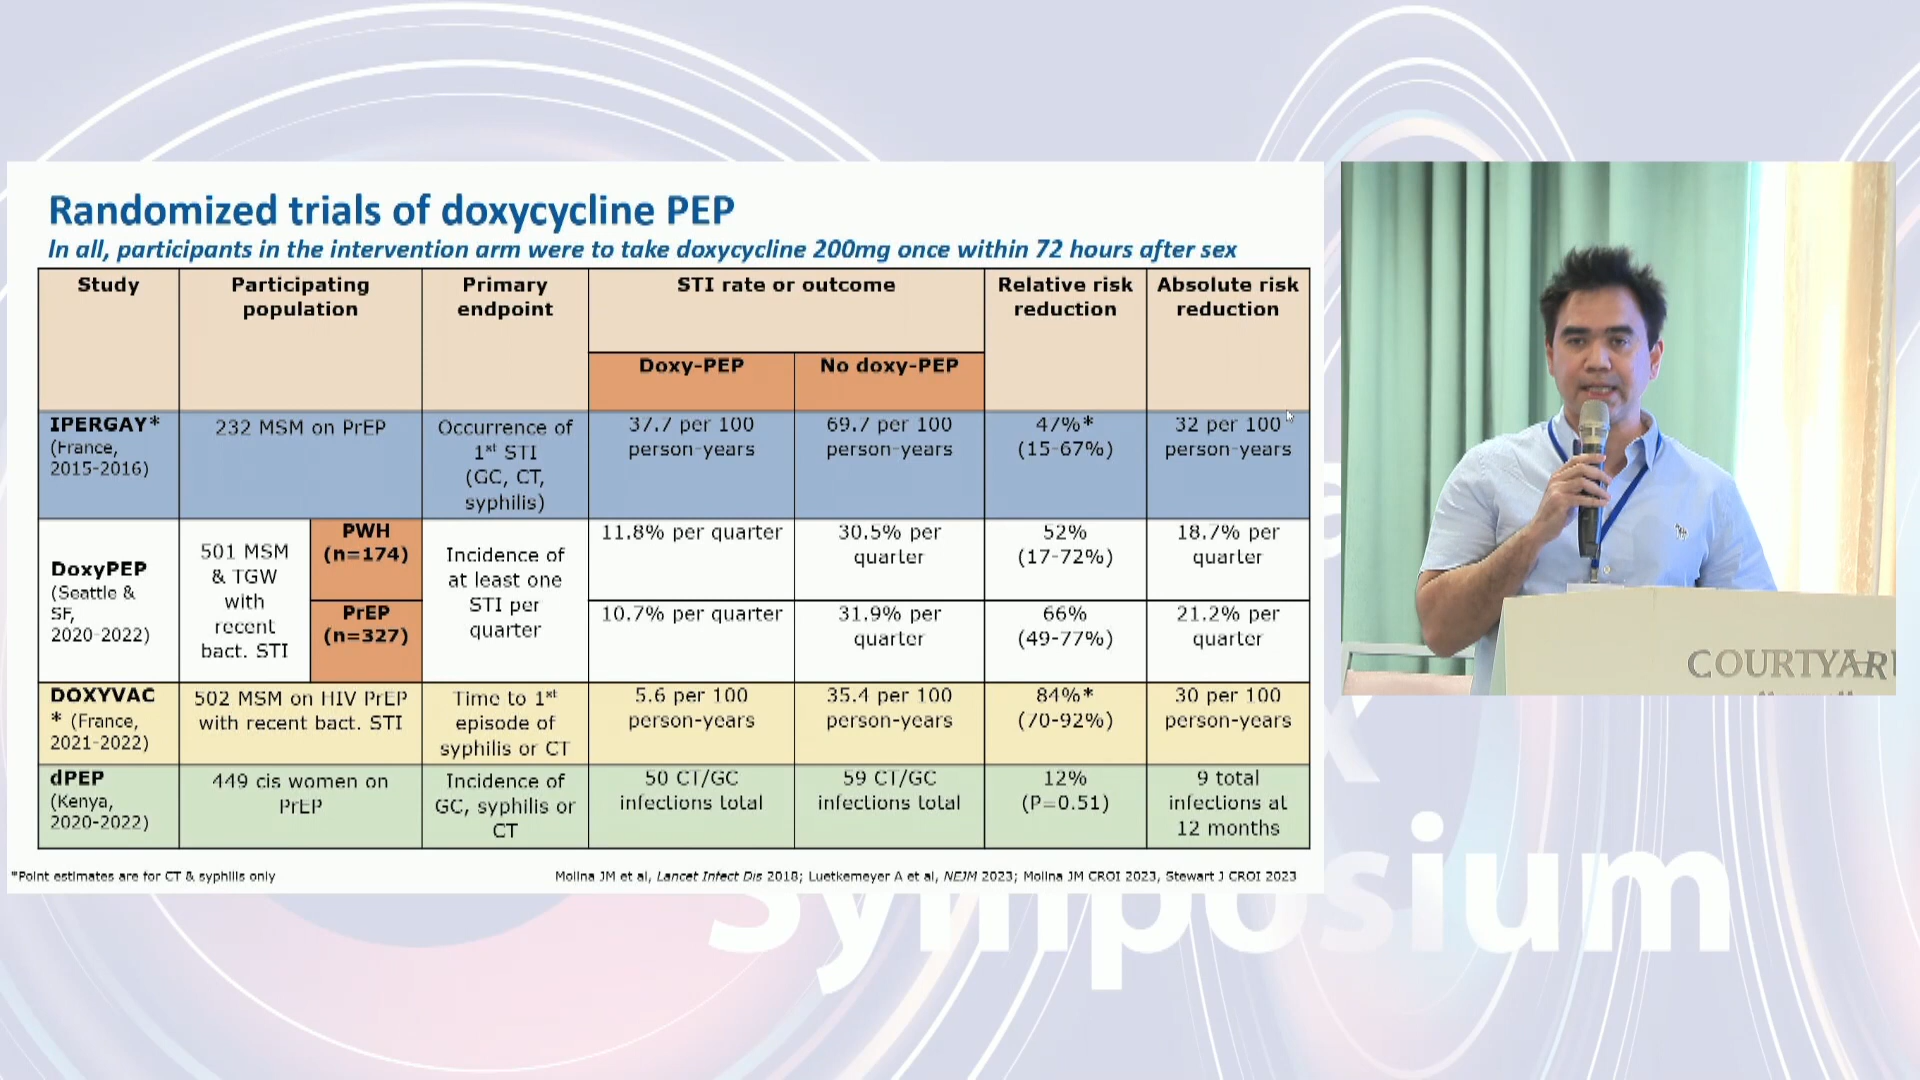 Randomized trials of doxycycline PEP
In all, participants in the intervention arm were to take doxycycline 200mg once within 72 hours after sex
Study
Participating
population
Primary
endpoint
STI rate or outcome
Relative risk
reduction
Absolute risk
reduction
Doxy-PEP
No doxy-PEP
IPERGAY*
(France,
2015-2016)
232 MSM on PrEP
Occurrence of
1st STI
(GC, CT,
syphilis)
37.7 per 100
person-years
69.7 per 100
person-years
47%*
(15-67%)
32 per 100
person-years
DoxyPEP
(Seattle &
SF,
2020-2022)
501 MSM
& TGW
with
recent
bact. STI
PWH
(n=174)
Incidence of
at least one
STI per
quarter
11.8% per quarter
30.5% per
quarter
52%
(17-72%)
18.7% per
quarter
PrEP
(n=327)
10.7% per quarter
31.9% per
quarter
66%
(49-77%)
21.2% per
quarter
DOXYVAC
* (France,
2021-2022)
502 MSM on HIV PrEP
with recent bact. STI
Time to 1st
episode of
syphilis or CT
5.6 per 100
person-years
35.4 per 100
person-years
84%*
(70-92%)
30 per 100
person-years
dPEP
(Kenya,
2020-2022)
449 cis women on
PrEP
Incidence of
GC, syphilis or
CT
50 CT/GC
infections total
59 CT/GC
infections total
12%
(P=0.51)
9 total
infections at
12 months
*Point estimates are for CT & syphilis only
Molina JM et al, Lancet Infect Dis 2018; Luetkemeyer A et al, NEJM 2023; Molina JM CROI 2023, Stewart J CROI 2023
COURTYAR
Symposium